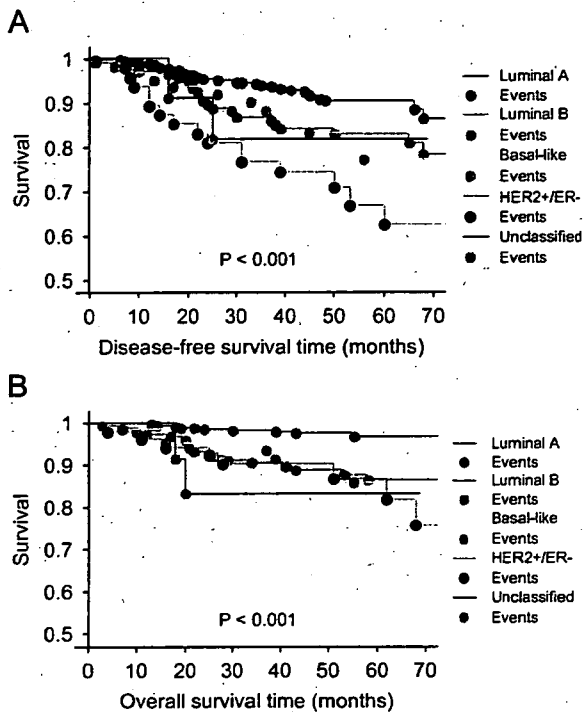 A
1
0.9
0.8
0.7
0.6
0.5
Survival
P < 0.001
0 10 20 30 40 50 60 70
Disease-free survival time (months)
Luminal A
Events
Luminal B
Events
Basal-like
Events
HER2+/ER-
Events
Unclassified
Events
B
1
0.9
0.8
0.7
0.6
0.5
Survival
P < 0.001
0 10 20 30 40 50 60 70
Overall survival time (months)
Luminal A
Events
Luminal B
Events
Basal-like
Events
HER2+/ER-
Events
Unclassified
Events